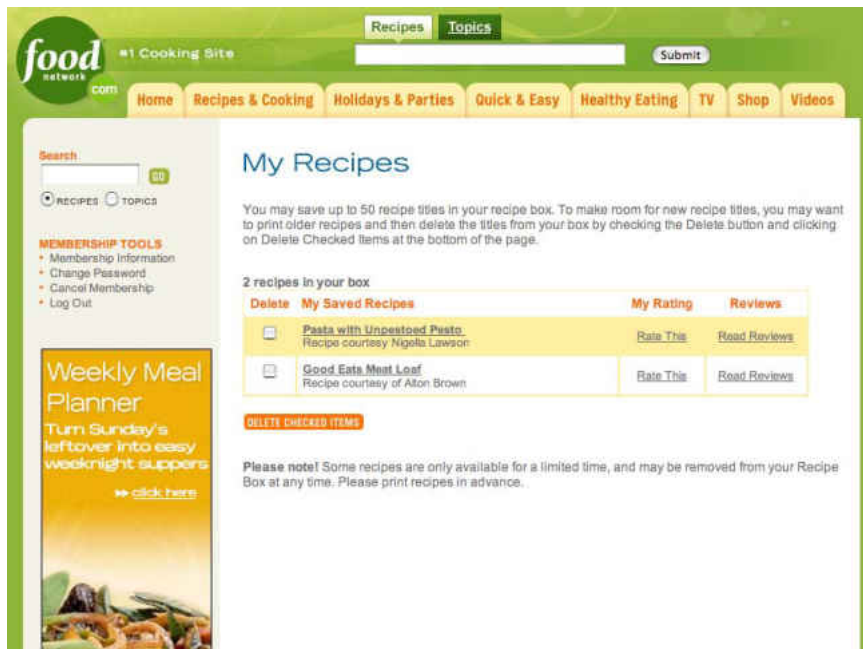 Recipes Topics
food network .com #1 Cooking Site Submit
Home Recipes & Cooking Holidays & Parties Quick & Easy Healthy Eating TV Shop Videos
Search
GO
RECIPES TOPICS
MEMBERSHIP TOOLS
Membership Information
Change Password
Cancel Membership
Log Out
Weekly Meal
Planner
Turn Sunday's
leftover into easy
weeknight suppers
click here
My Recipes
You may save up to 50 recipe titles in your recipe box. To make room for new recipe titles, you may want
to print older recipes and then delete the titles from your box by checking the Delete button and clicking
on Delete Checked Items at the bottom of the page.
2 recipes in your box
Delete My Saved Recipes My Rating Reviews
Pasta with Unpestoed Pesto Rate This Read Reviews
Recipe courtesy Nigella Lawson
Good Eats Meat Loaf Rate This Read Reviews
Recipe courtesy of Alton Brown
DELETE CHECKED ITEMS
Please note! Some recipes are only available for a limited time, and may be removed from your Recipe
Box at any time. Please print recipes in advance.